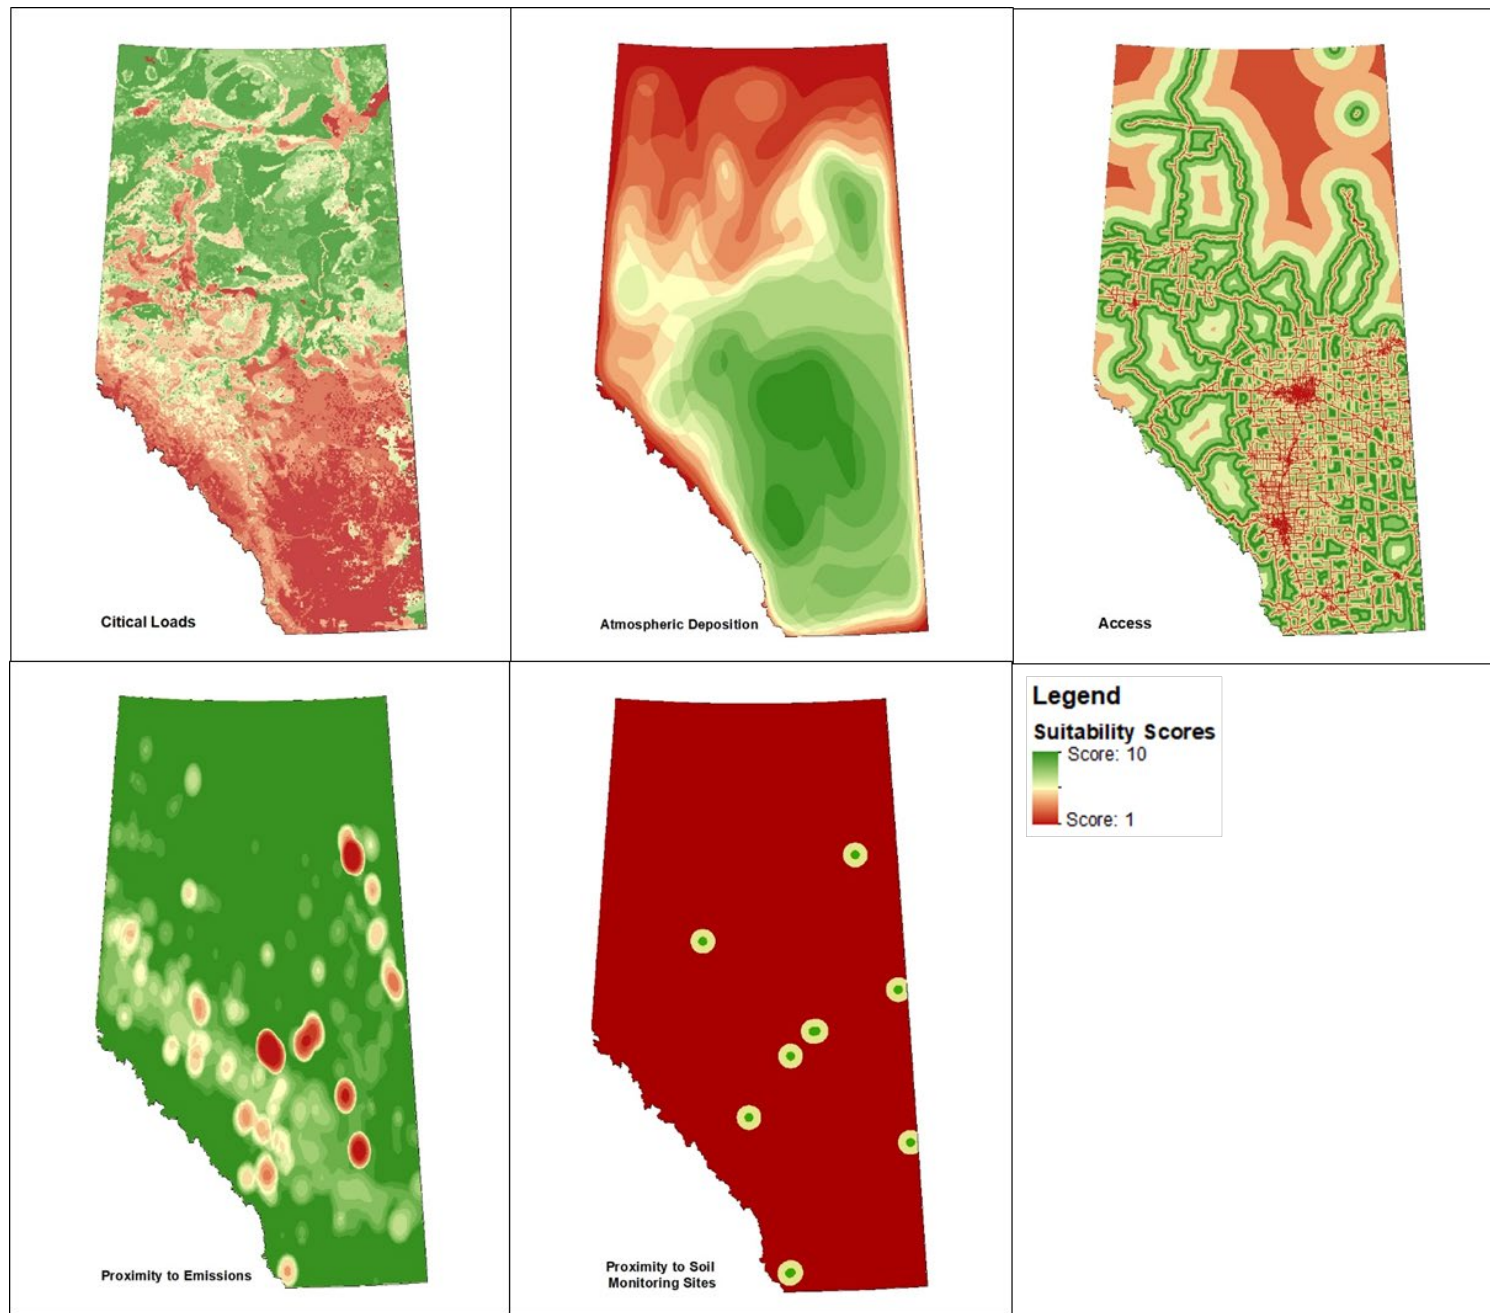 Citical Loads
Atmospheric Deposition
Access
Proximity to Emissions
Proximity to Soil
Monitoring Sites
Legend
Suitability Scores
Score: 10
Score: 1